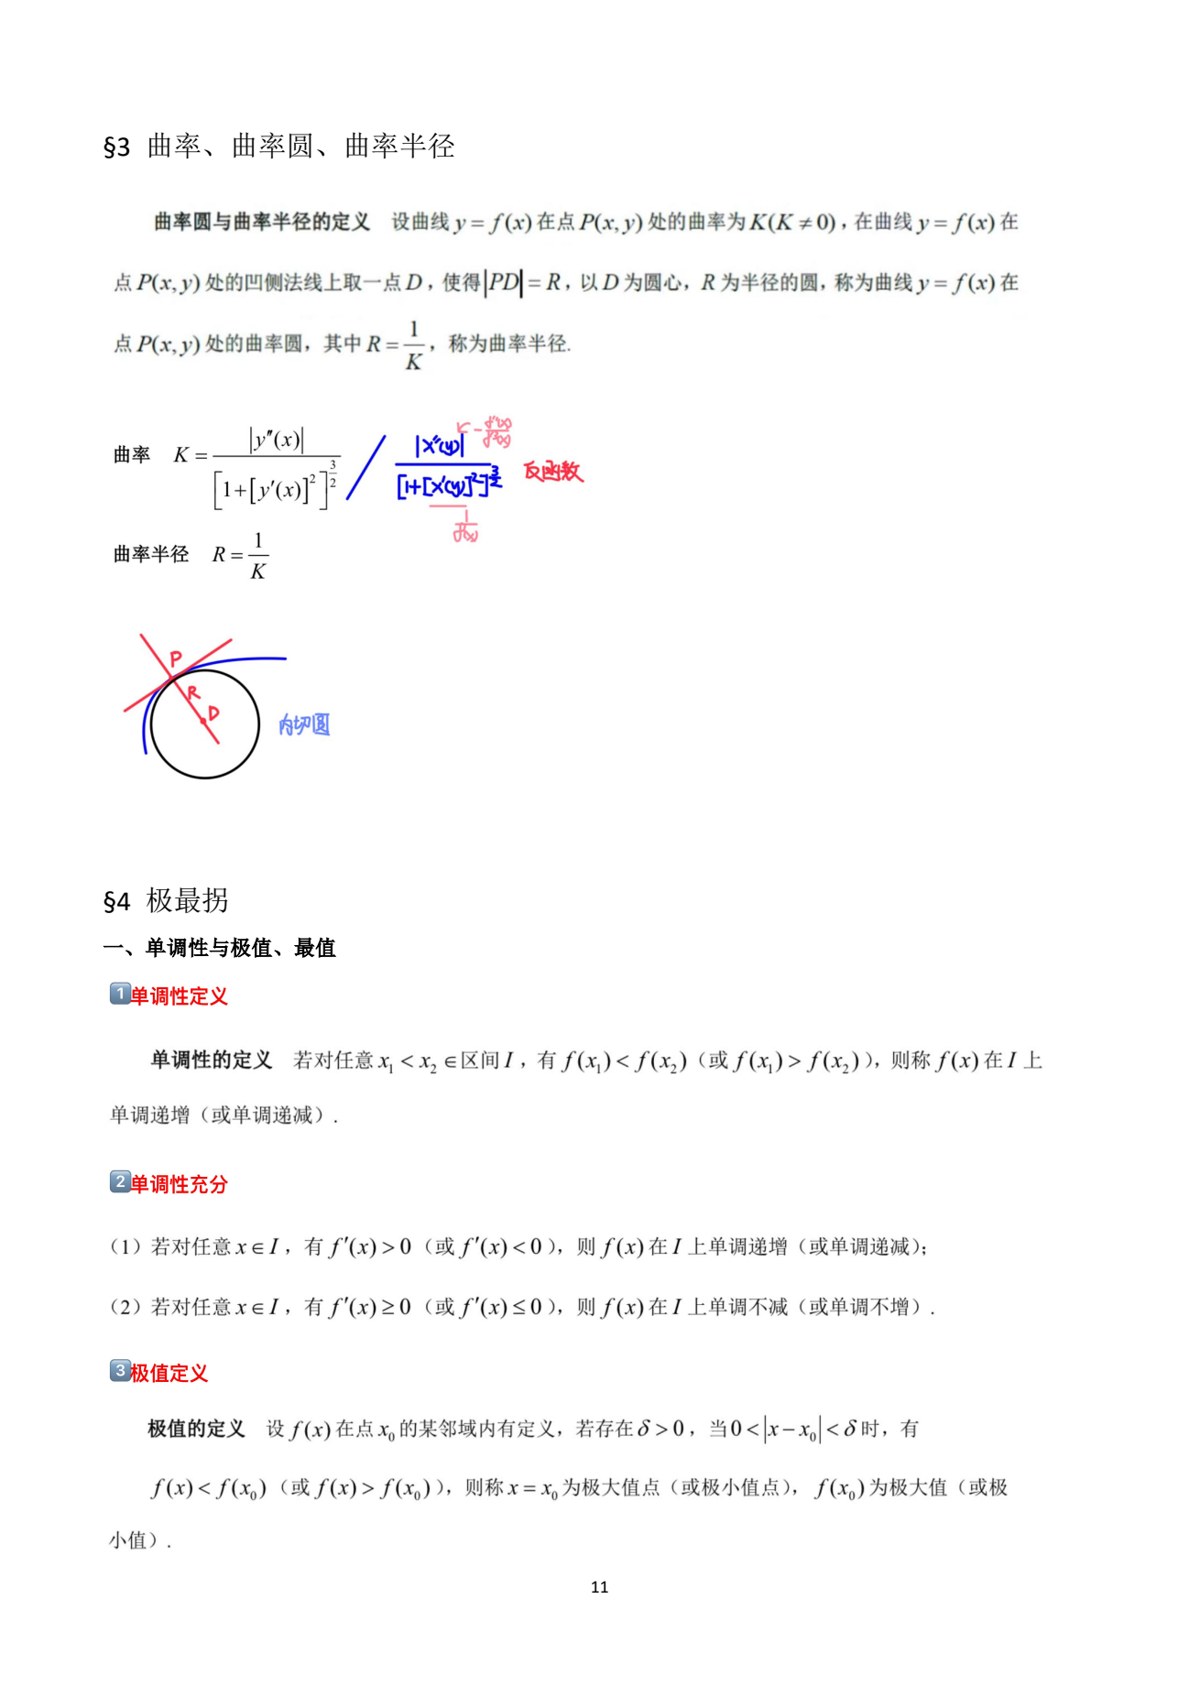 §3 曲率、曲率圆、曲率半径
曲率圆与曲率半径的定义 设曲线 y = f(x) 在点 P(x, y) 处的曲率为 K(K ≠ 0)，在曲线 y = f(x) 在
点 P(x, y) 处的凹侧法线上取一点 D，使得 |PD| = R，以 D 为圆心，R 为半径的圆，称为曲线 y = f(x) 在
点 P(x, y) 处的曲率圆，其中 R = 1/K，称为曲率半径.
曲率 K = |y″(x)| / [1+[y′(x)]²]^(3/2) / |x″(y)| / [1+[x′(y)]²]^(3/2) 反函数
1/f′(x)
曲率半径 R = 1/K
P
R
D
内切圆
§4 极最拐
一、单调性与极值、最值
1 单调性定义
单调性的定义 若对任意 x₁ < x₂ ∈ 区间 I，有 f(x₁) < f(x₂)（或 f(x₁) > f(x₂)），则称 f(x) 在 I 上
单调递增（或单调递减）.
2 单调性充分
（1）若对任意 x ∈ I，有 f′(x) > 0（或 f′(x) < 0），则 f(x) 在 I 上单调递增（或单调递减）；
（2）若对任意 x ∈ I，有 f′(x) ≥ 0（或 f′(x) ≤ 0），则 f(x) 在 I 上单调不减（或单调不增）.
3 极值定义
极值的定义 设 f(x) 在点 x₀ 的某邻域内有定义，若存在 δ > 0，当 0 < |x − x₀| < δ 时，有
f(x) < f(x₀)（或 f(x) > f(x₀)），则称 x = x₀ 为极大值点（或极小值点），f(x₀) 为极大值（或极
小值）.
11